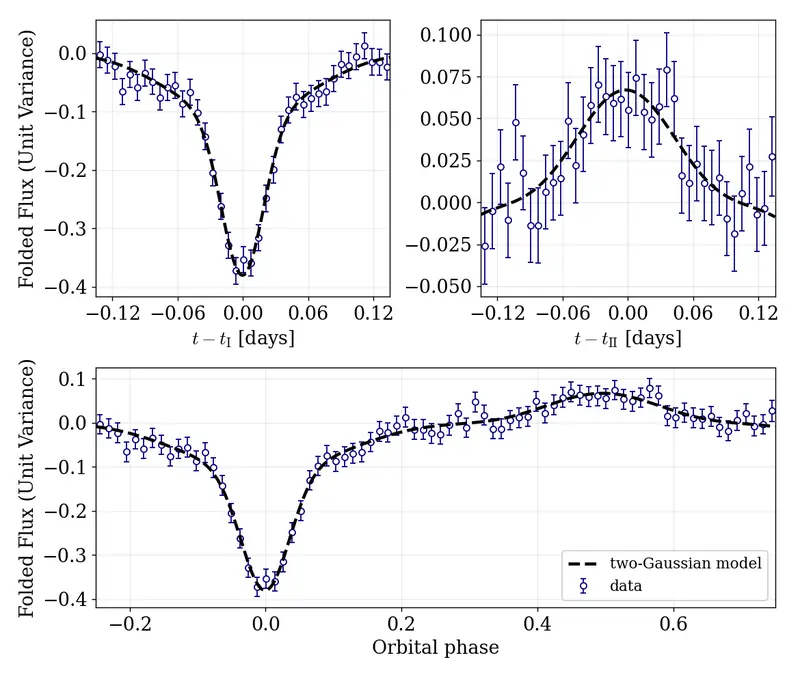 Folded Flux (Unit Variance)
0.0
−0.1
−0.2
−0.3
−0.4
−0.12 −0.06 0.00 0.06 0.12
t − tI [days]
0.100
0.075
0.050
0.025
0.000
−0.025
−0.050
−0.12 −0.06 0.00 0.06 0.12
t − tII [days]
Folded Flux (Unit Variance)
0.1
0.0
−0.1
−0.2
−0.3
−0.4
−0.2 0.0 0.2 0.4 0.6
Orbital phase
two-Gaussian model
data